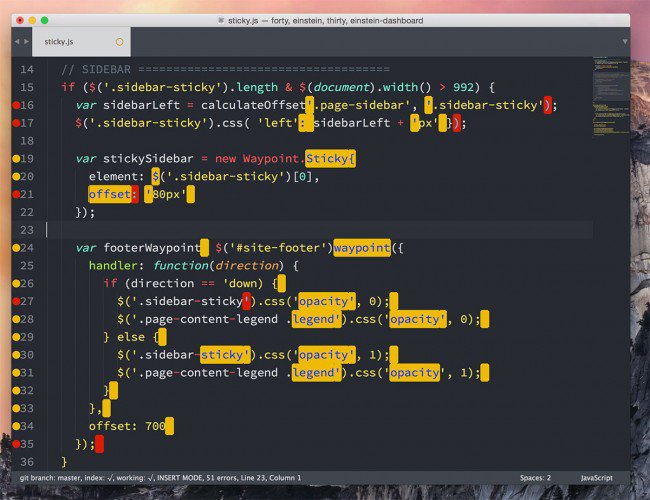 sticky.js — forty, einstein, thirty, einstein-dashboard
sticky.js
14 // SIDEBAR ======================================
15 if ($('.sidebar-sticky').length & $(document).width() > 992) {
16 var sidebarLeft = calculateOffset'.page-sidebar', '.sidebar-sticky');
17 $('.sidebar-sticky').css( 'left': sidebarLeft + 'px' });
18
19 var stickySidebar = new Waypoint.Sticky{
20 element: $('.sidebar-sticky')[0],
21 offset: '80px'
22 });
23
24 var footerWaypoint $('#site-footer')waypoint({
25 handler: function(direction) {
26 if (direction == 'down) {
27 $('.sidebar-sticky').css('opacity', 0);
28 $('.page-content-legend .legend').css('opacity', 0);
29 } else {
30 $('.sidebar-sticky').css('opacity', 1);
31 $('.page-content-legend .legend').css('opacity', 1);
32 }
33 },
34 offset: 700
35 });
36 }
git branch: master, index: √, working: √, INSERT MODE, 51 errors, Line 23, Column 1 Spaces: 2 JavaScript